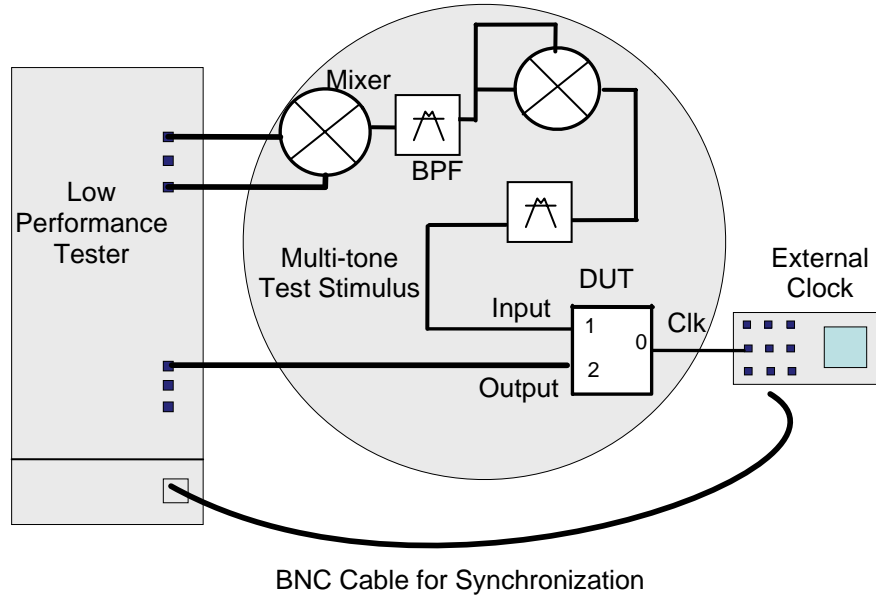 Mixer
BPF
Low
Performance
Tester
Multi-tone
Test Stimulus
DUT
Input
1
2
0
Clk
Output
External
Clock
BNC Cable for Synchronization